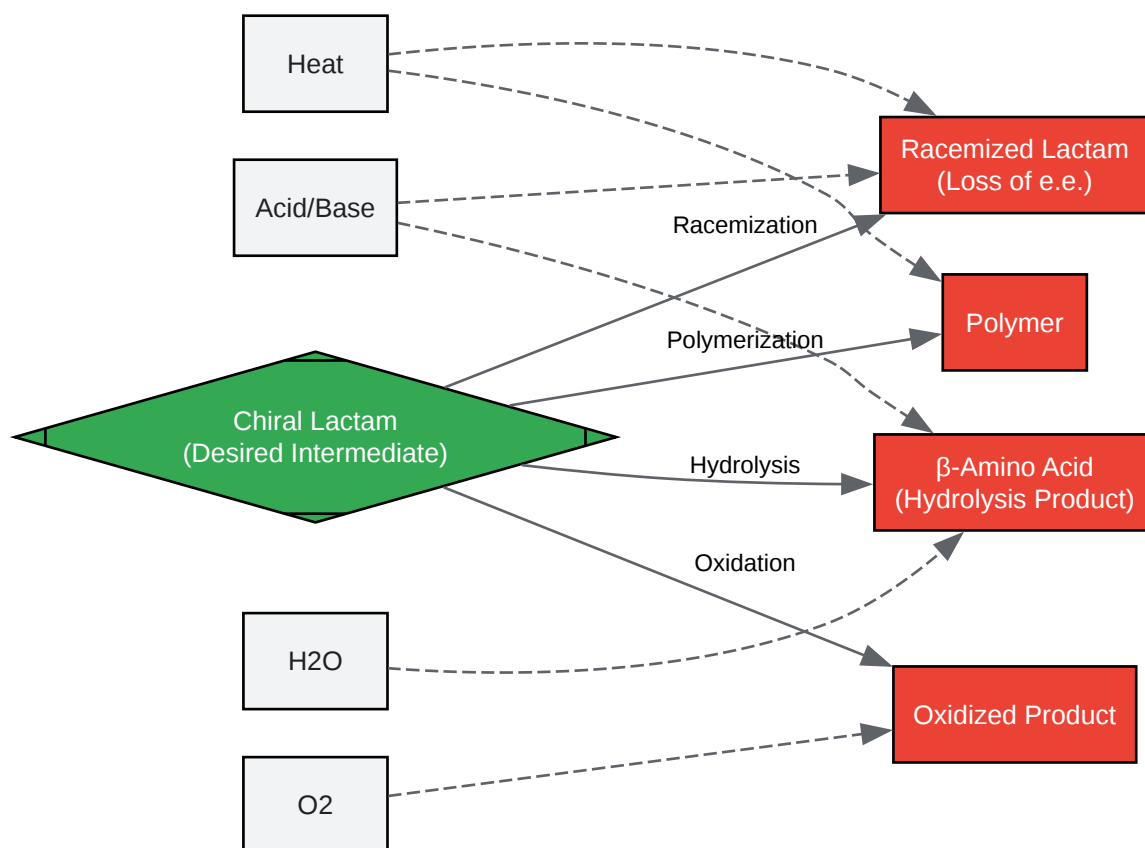 Heat
Racemized Lactam
(Loss of e.e.)
Acid/Base
Racemization
Polymer
Polymerization
Chiral Lactam
(Desired Intermediate)
Hydrolysis
β-Amino Acid
(Hydrolysis Product)
Oxidation
H2O
Oxidized Product
O2